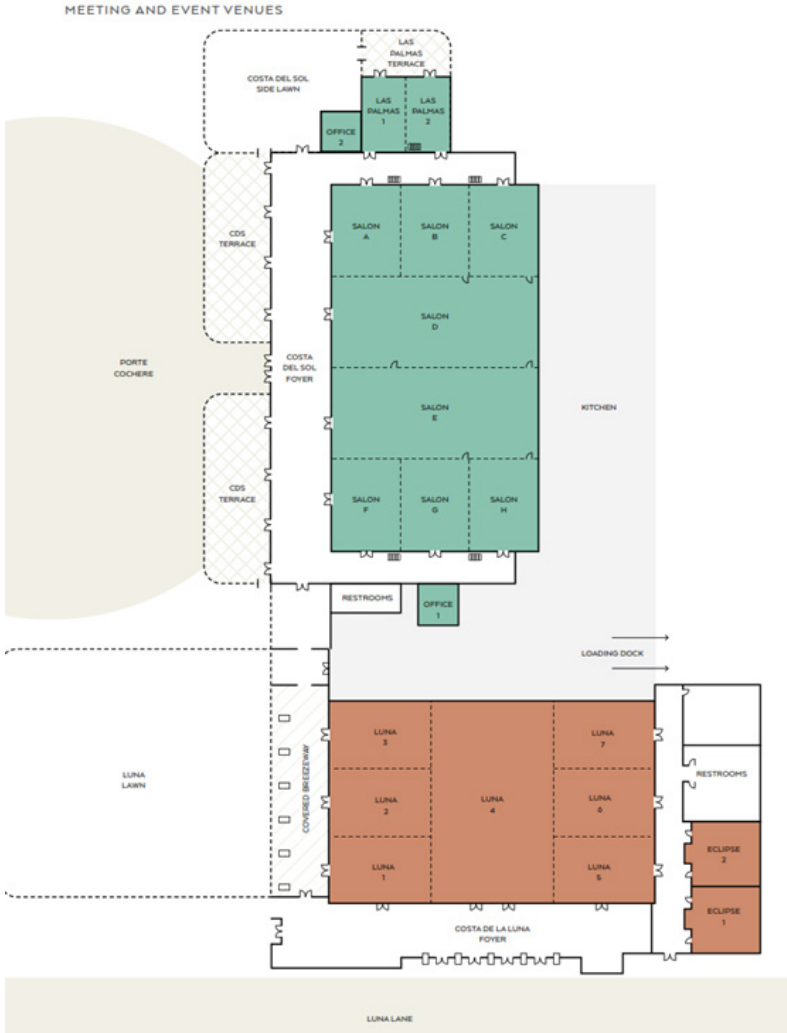 MEETING AND EVENT VENUES
LAS
PALMAS
TERRACE
COSTA DEL SOL
SIDE LAWN
LAS
PALMAS
1
LAS
PALMAS
2
OFFICE
2
CDS
TERRACE
SALON
A
SALON
B
SALON
C
SALON
D
PORTE
COCHERE
COSTA
DEL SOL
FOYER
SALON
E
KITCHEN
CDS
TERRACE
SALON
F
SALON
G
SALON
H
RESTROOMS
OFFICE
1
LOADING DOCK
LUNA
LAWN
COVERED BREEZEWAY
LUNA
3
LUNA
7
LUNA
2
LUNA
4
LUNA
6
LUNA
1
LUNA
5
RESTROOMS
ECLIPSE
2
ECLIPSE
1
COSTA DE LA LUNA
FOYER
LUNA LANE